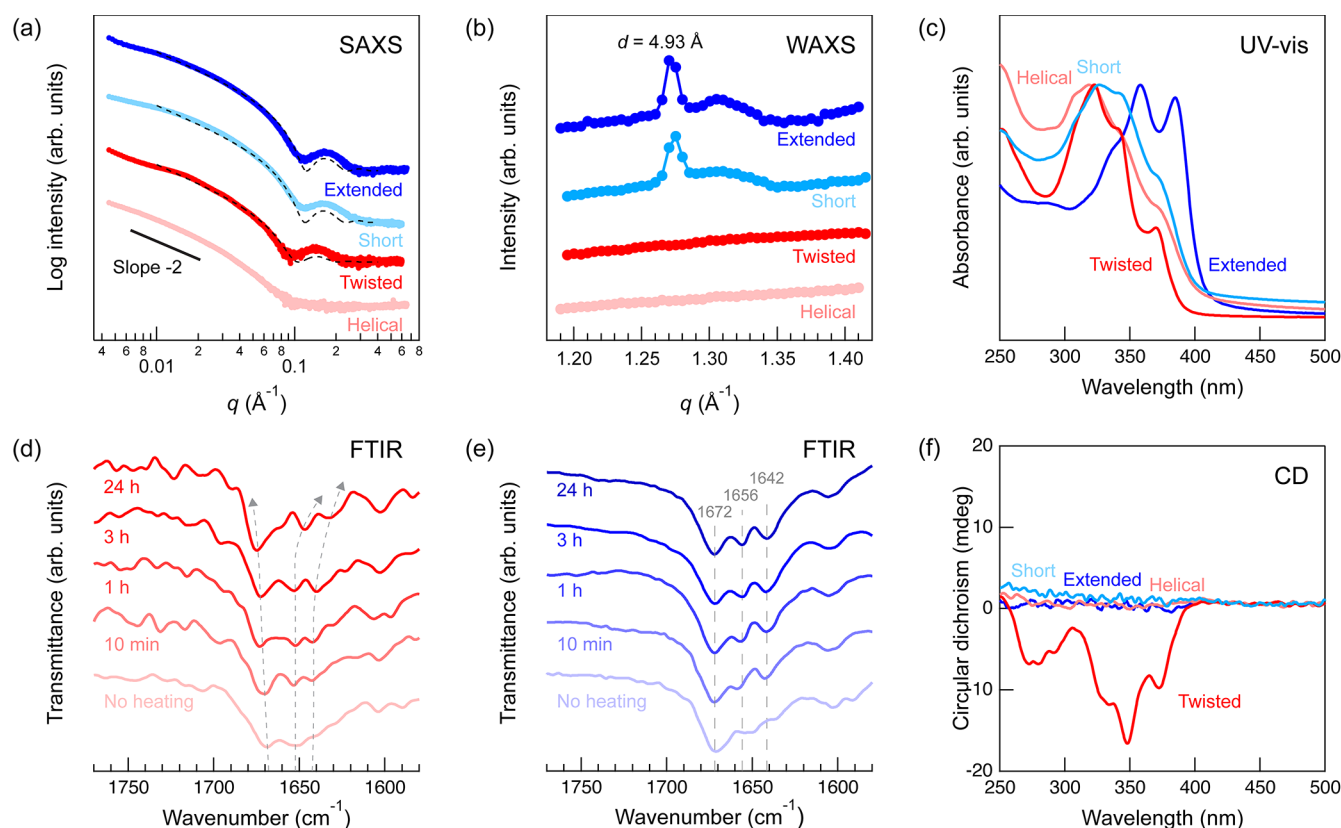 (a)
SAXS
Log intensity (arb. units)
Extended
Short
Twisted
Helical
Slope -2
4 6 8 2 4 6 8 2 4 6 8
0.01 0.1
q (Å⁻¹)
(b)
WAXS
d = 4.93 Å
Intensity (arb. units)
Extended
Short
Twisted
Helical
1.20 1.25 1.30 1.35 1.40
q (Å⁻¹)
(c)
UV-vis
Absorbance (arb. units)
Helical
Short
Twisted
Extended
250 300 350 400 450 500
Wavelength (nm)
(d)
FTIR
Transmittance (arb. units)
24 h
3 h
1 h
10 min
No heating
1750 1700 1650 1600
Wavenumber (cm⁻¹)
(e)
FTIR
Transmittance (arb. units)
1642
1656
1672
24 h
3 h
1 h
10 min
No heating
1750 1700 1650 1600
Wavenumber (cm⁻¹)
(f)
CD
Circular dichroism (mdeg)
20
10
0
10
-20
Short
Extended
Helical
Twisted
250 300 350 400 450 500
Wavelength (nm)